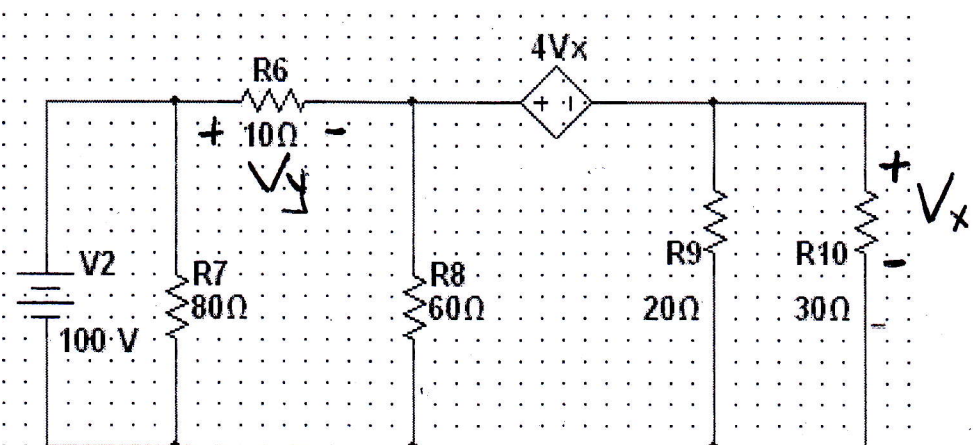 4Vx
R6
+ 10Ω -
Vy
+ -
+
Vx
-
V2
100 V
R7
80Ω
R8
60Ω
R9
20Ω
R10
30Ω